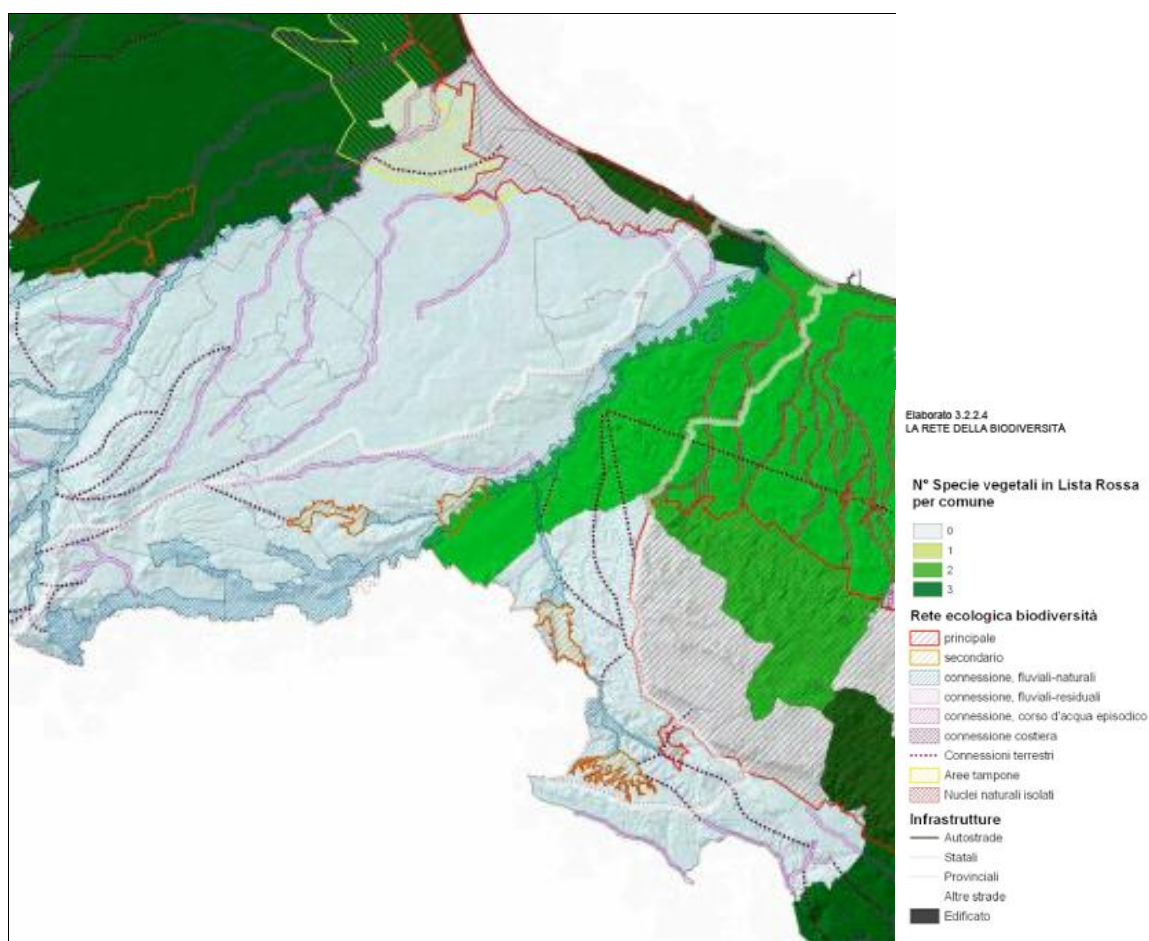 Elaborato 3.2.2.4
LA RETE DELLA BIODIVERSITÀ
N° Specie vegetali in Lista Rossa
per comune
0
1
2
3
Rete ecologica biodiversità
principale
secondario
connessione, fluviali-naturali
connessione, fluviali-residuali
connessione, corso d'acqua episodico
connessione costiera
Connessioni terrestri
Aree tampone
Nuclei naturali isolati
Infrastrutture
Autostrade
Statali
Provinciali
Altre strade
Edificato